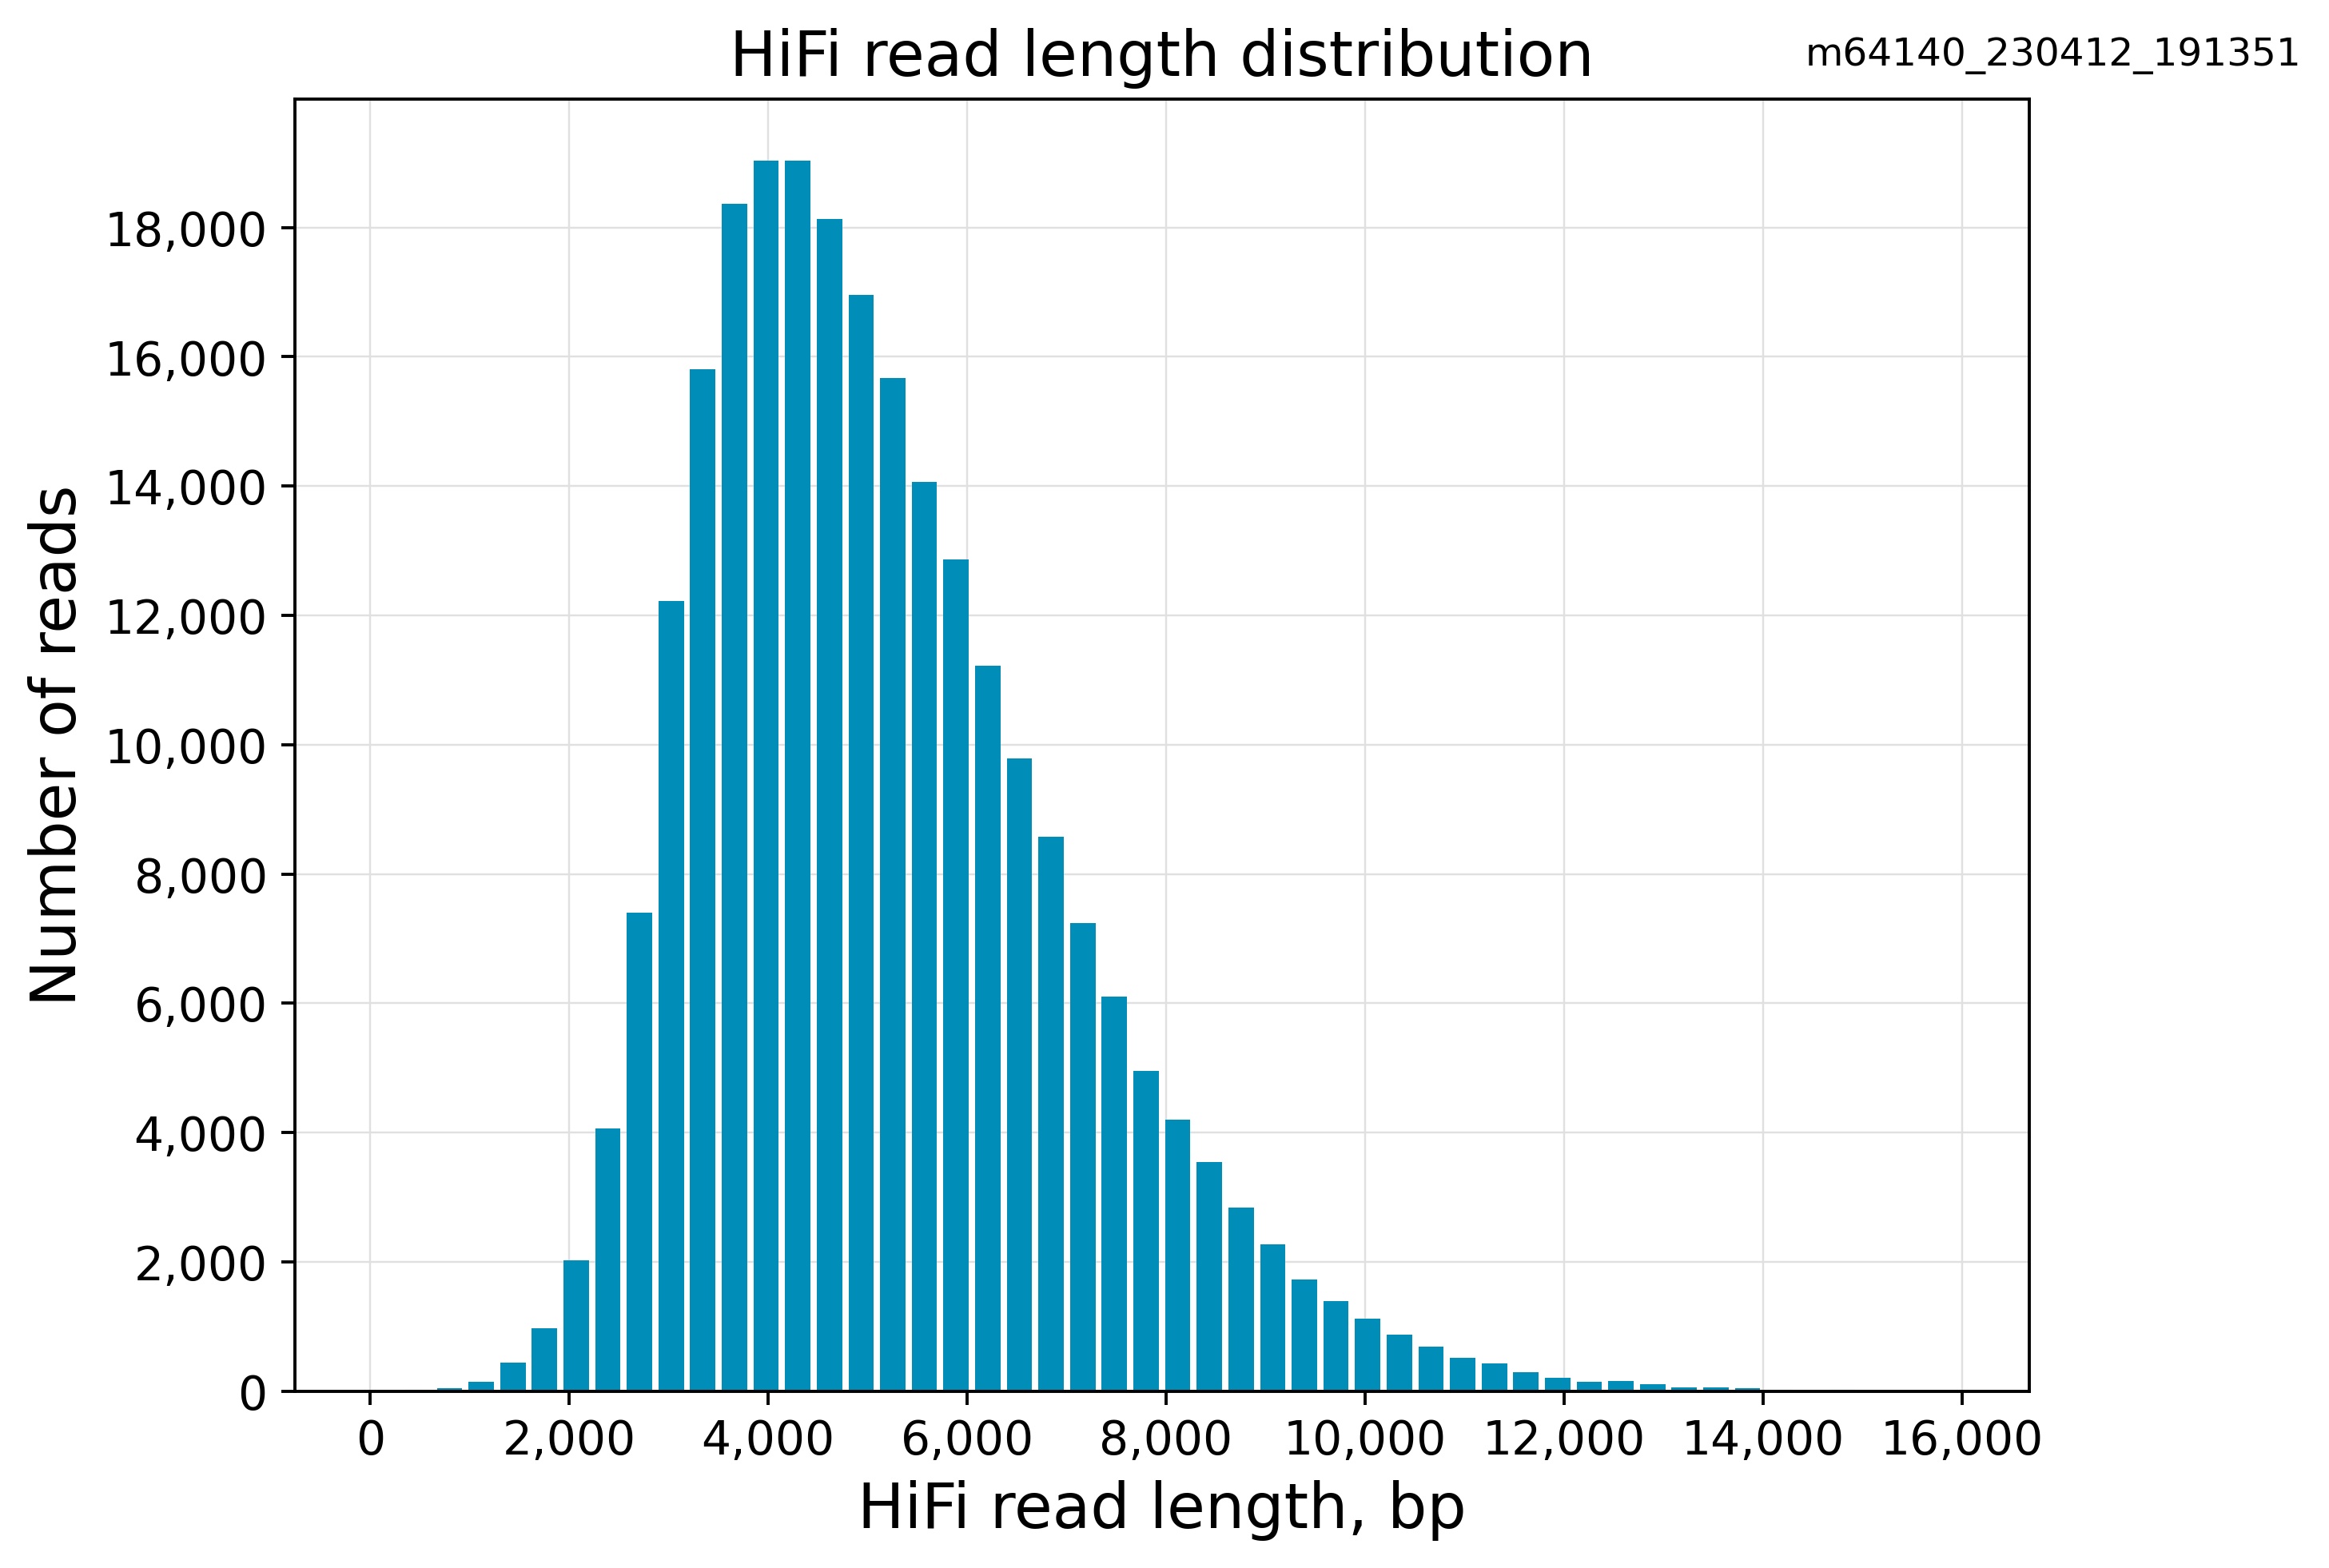 HiFi read length distribution
m64140_230412_191351
Number of reads
18,000
16,000
14,000
12,000
10,000
8,000
6,000
4,000
2,000
0
0 2,000 4,000 6,000 8,000 10,000 12,000 14,000 16,000
HiFi read length, bp